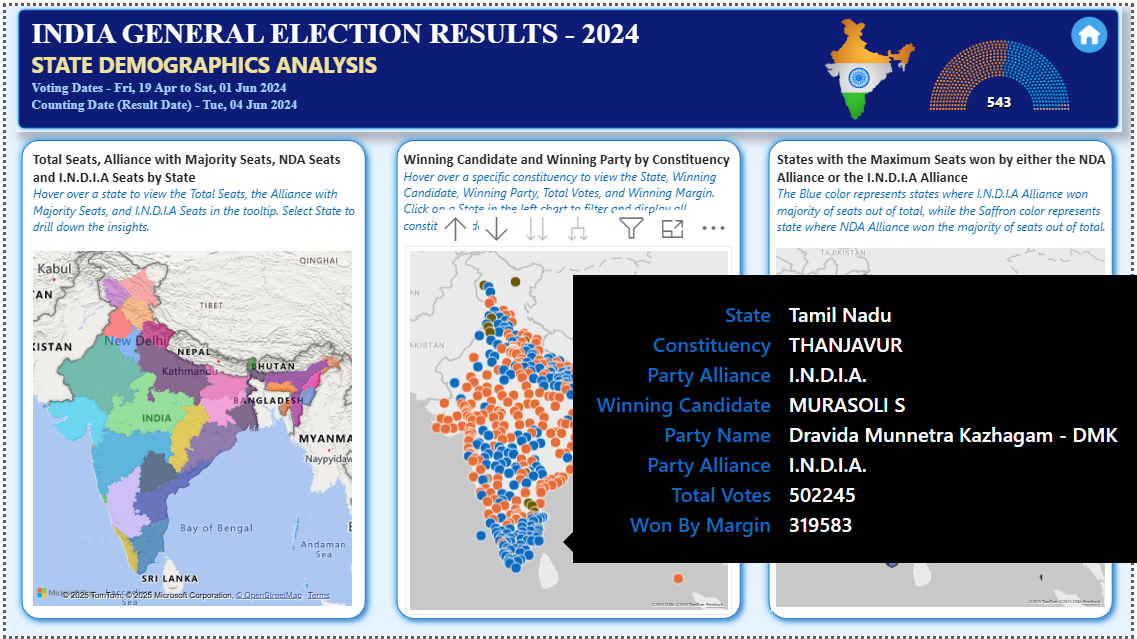 INDIA GENERAL ELECTION RESULTS - 2024
STATE DEMOGRAPHICS ANALYSIS
Voting Dates - Fri, 19 Apr to Sat, 01 Jun 2024
Counting Date (Result Date) - Tue, 04 Jun 2024
543
Total Seats, Alliance with Majority Seats, NDA Seats
and I.N.D.I.A Seats by State
Hover over a state to view the Total Seats, the Alliance with
Majority Seats, and I.N.D.I.A Seats in the tooltip. Select State to
drill down the insights.
Kabul
QINGHAI
TAN
TIBET
KISTAN
New Delhi
NEPAL
Kathmandu
BHUTAN
BANGLADESH
INDIA
MYANMA
Naypyidaw
Bay of Bengal
Andaman
Sea
SRI LANKA
Sea
© 2025 TomTom, © 2025 Microsoft Corporation, © OpenStreetMap Terms
Winning Candidate and Winning Party by Constituency
Hover over a specific constituency to view the State, Winning
Candidate, Winning Party, Total Votes, and Winning Margin.
Click on a State in the left chart to filter and display all
constit
AKISTAN
States with the Maximum Seats won by either the NDA
Alliance or the I.N.D.I.A Alliance
The Blue color represents states where I.N.D.I.A Alliance won
majority of seats out of total, while the Saffron color represents
state where NDA Alliance won the majority of seats out of total.
TAJIKISTAN
State Tamil Nadu
Constituency THANJAVUR
Party Alliance I.N.D.I.A.
Winning Candidate MURASOLI S
Party Name Dravida Munnetra Kazhagam - DMK
Party Alliance I.N.D.I.A.
Total Votes 502245
Won By Margin 319583